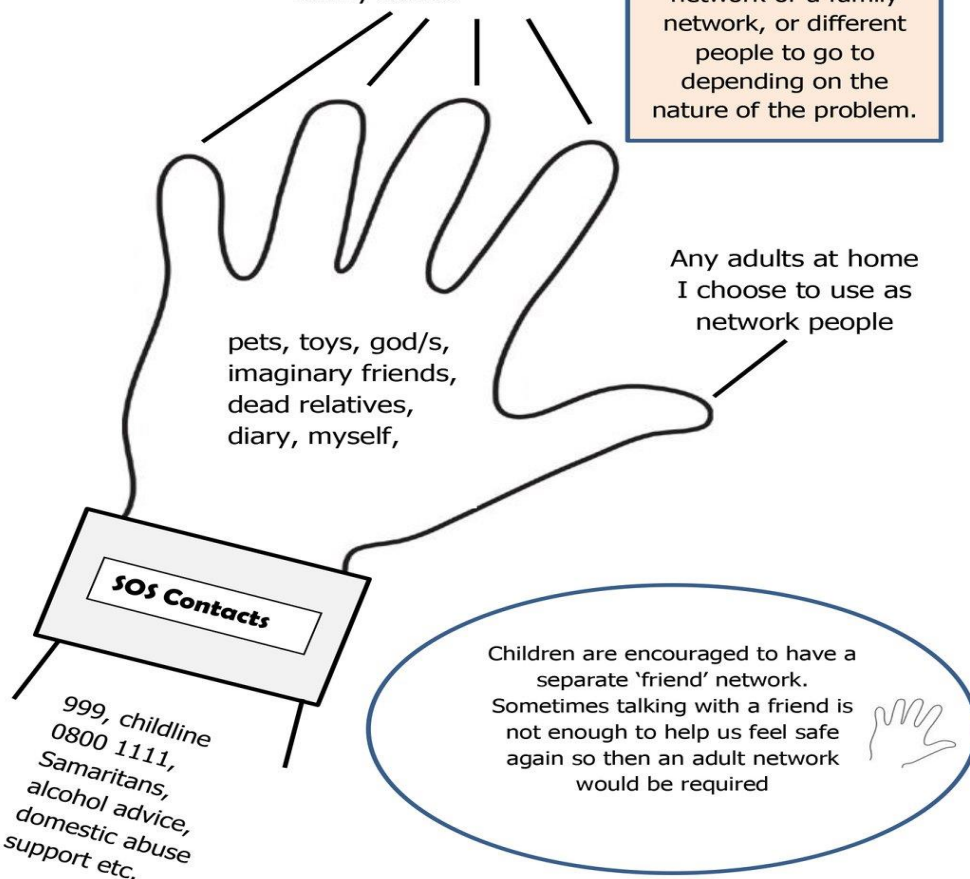 network, or different
people to go to
depending on the
nature of the problem.
Any adults at home
I choose to use as
network people
pets, toys, god/s,
imaginary friends,
dead relatives,
diary, myself,
SOS Contacts
999, childline
0800 1111,
Samaritans,
alcohol advice,
domestic abuse
support etc.
Children are encouraged to have a
separate ‘friend’ network.
Sometimes talking with a friend is
not enough to help us feel safe
again so then an adult network
would be required